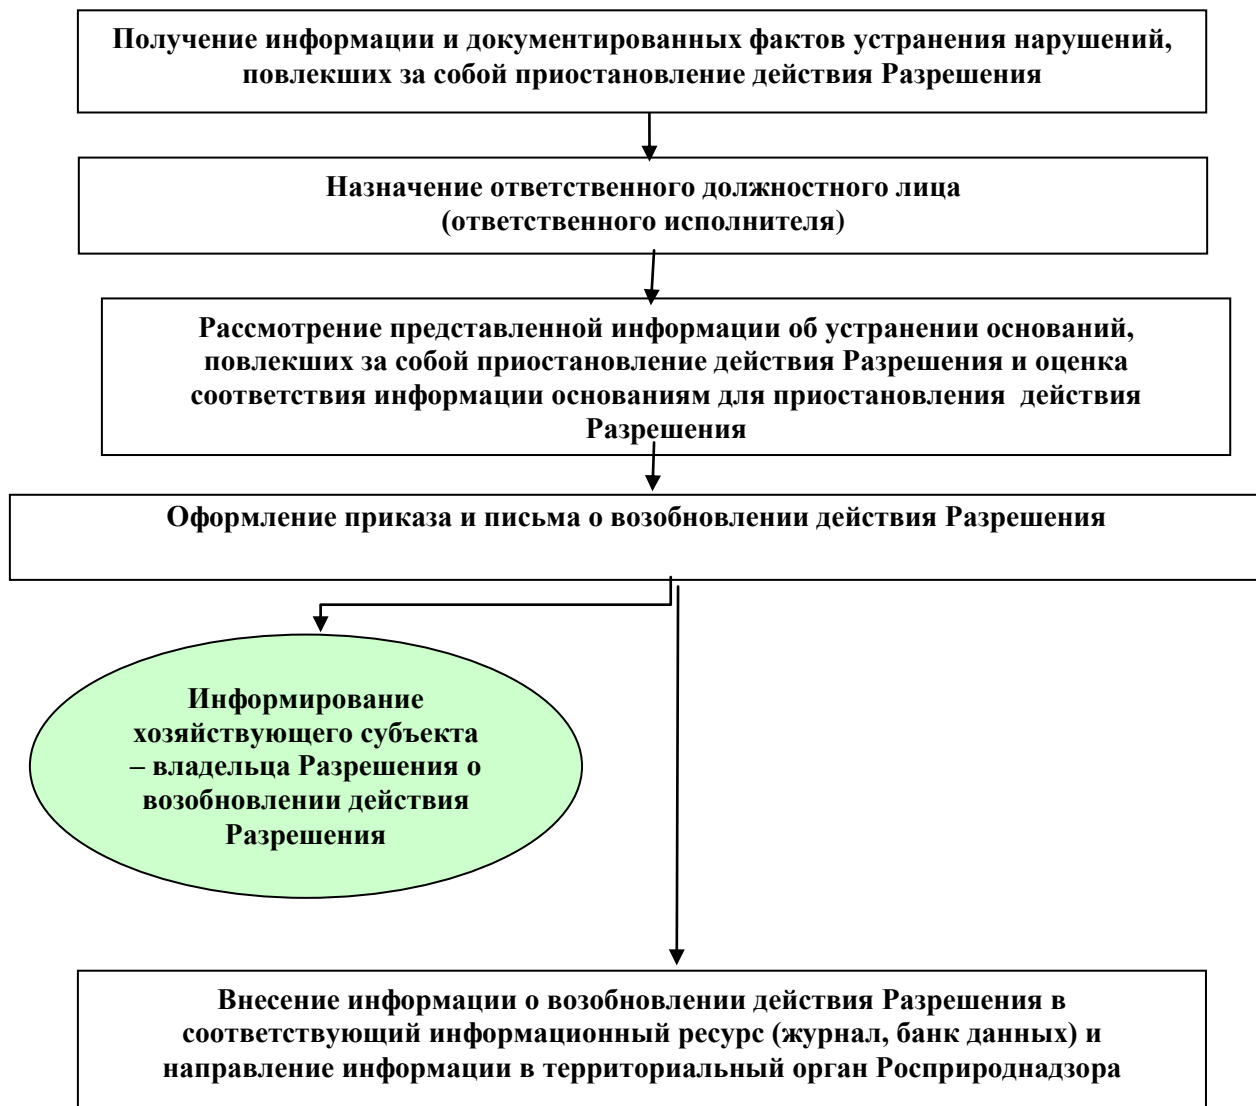 Получение информации и документированных фактов устранения нарушений,
повлекших за собой приостановление действия Разрешения
Назначение ответственного должностного лица
(ответственного исполнителя)
Рассмотрение представленной информации об устранении оснований,
повлекших за собой приостановление действия Разрешения и оценка
соответствия информации основаниям для приостановления  действия
Разрешения
Оформление приказа и письма о возобновлении действия Разрешения
Информирование
хозяйствующего субъекта
– владельца Разрешения о
возобновлении действия
Разрешения
Внесение информации о возобновлении действия Разрешения в
соответствующий информационный ресурс (журнал, банк данных) и
направление информации в территориальный орган Росприроднадзора